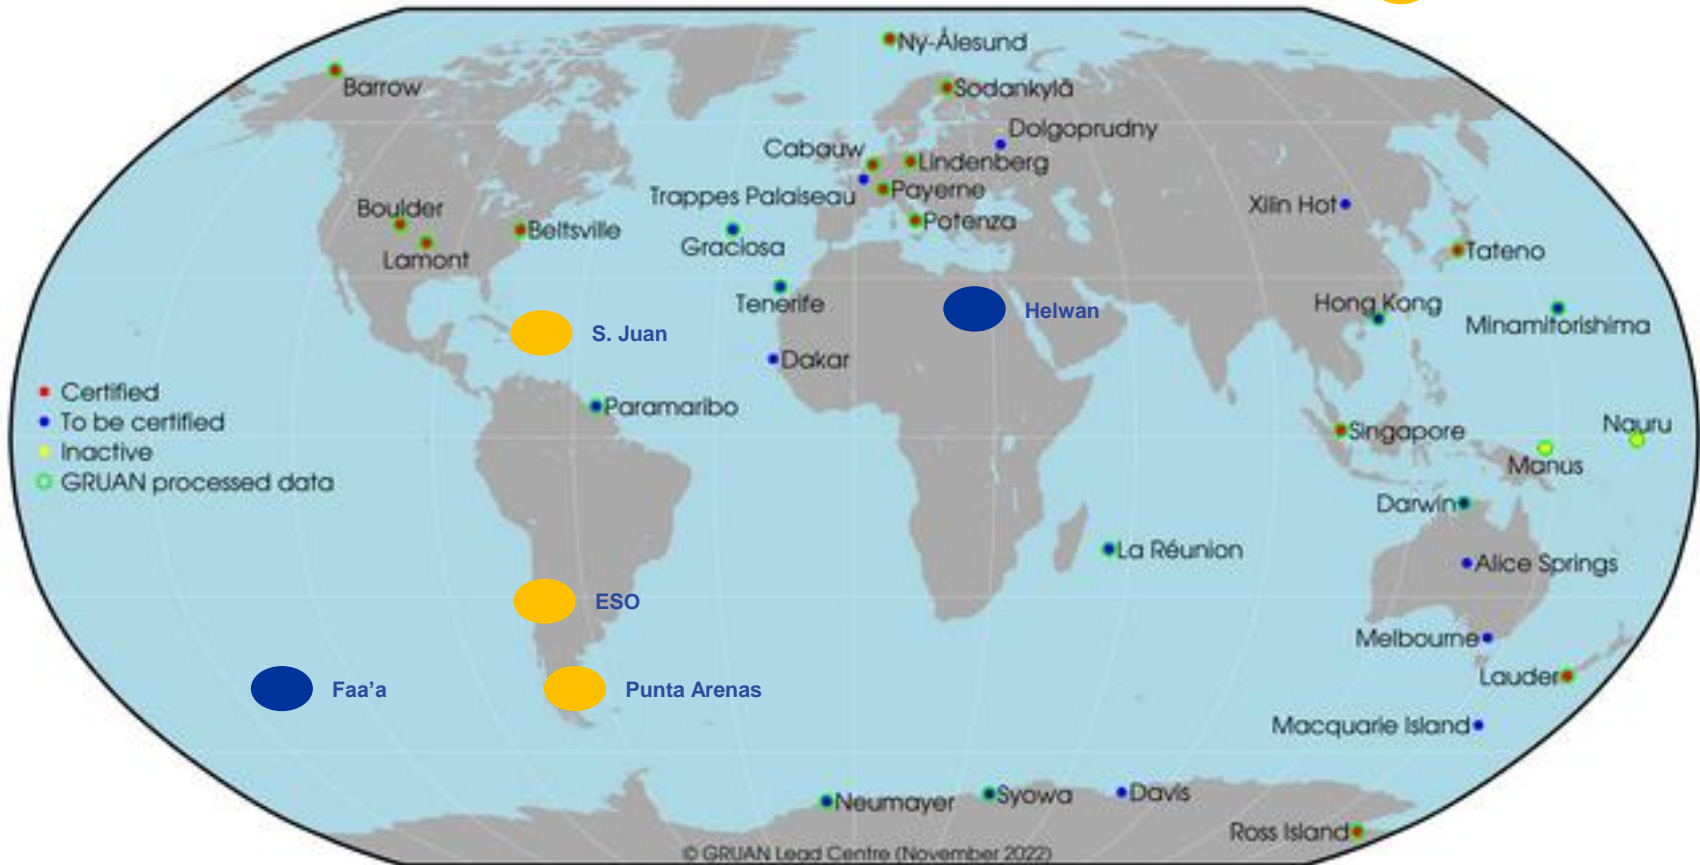 Ny-Ålesund
Barrow
Sodankylä
Dolgoprudny
Cabauw
Lindenberg
Trappes Palaiseau
Payerne
Boulder
Xilin Hot
Beltsville
Potenza
Graciosa
Lamont
Tateno
Tenerife
Helwan
Hong Kong
Minamitorishima
S. Juan
Dakar
Certified
To be certified
Inactive
GRUAN processed data
Paramaribo
Singapore
Nauru
Manus
Darwin
La Réunion
Alice Springs
ESO
Melbourne
Faa’a
Punta Arenas
Lauder
Macquarie Island
Neumayer
Syowa
Davis
Ross Island
© GRUAN Lead Centre (November 2022)